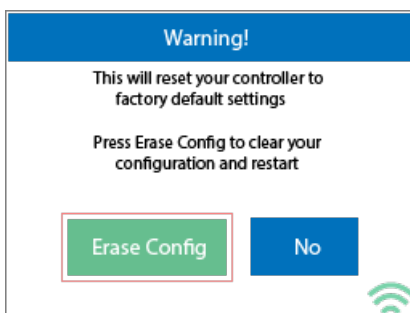 Warning!
This will reset your controller to
factory default settings
Press Erase Config to clear your
configuration and restart
Erase Config
No